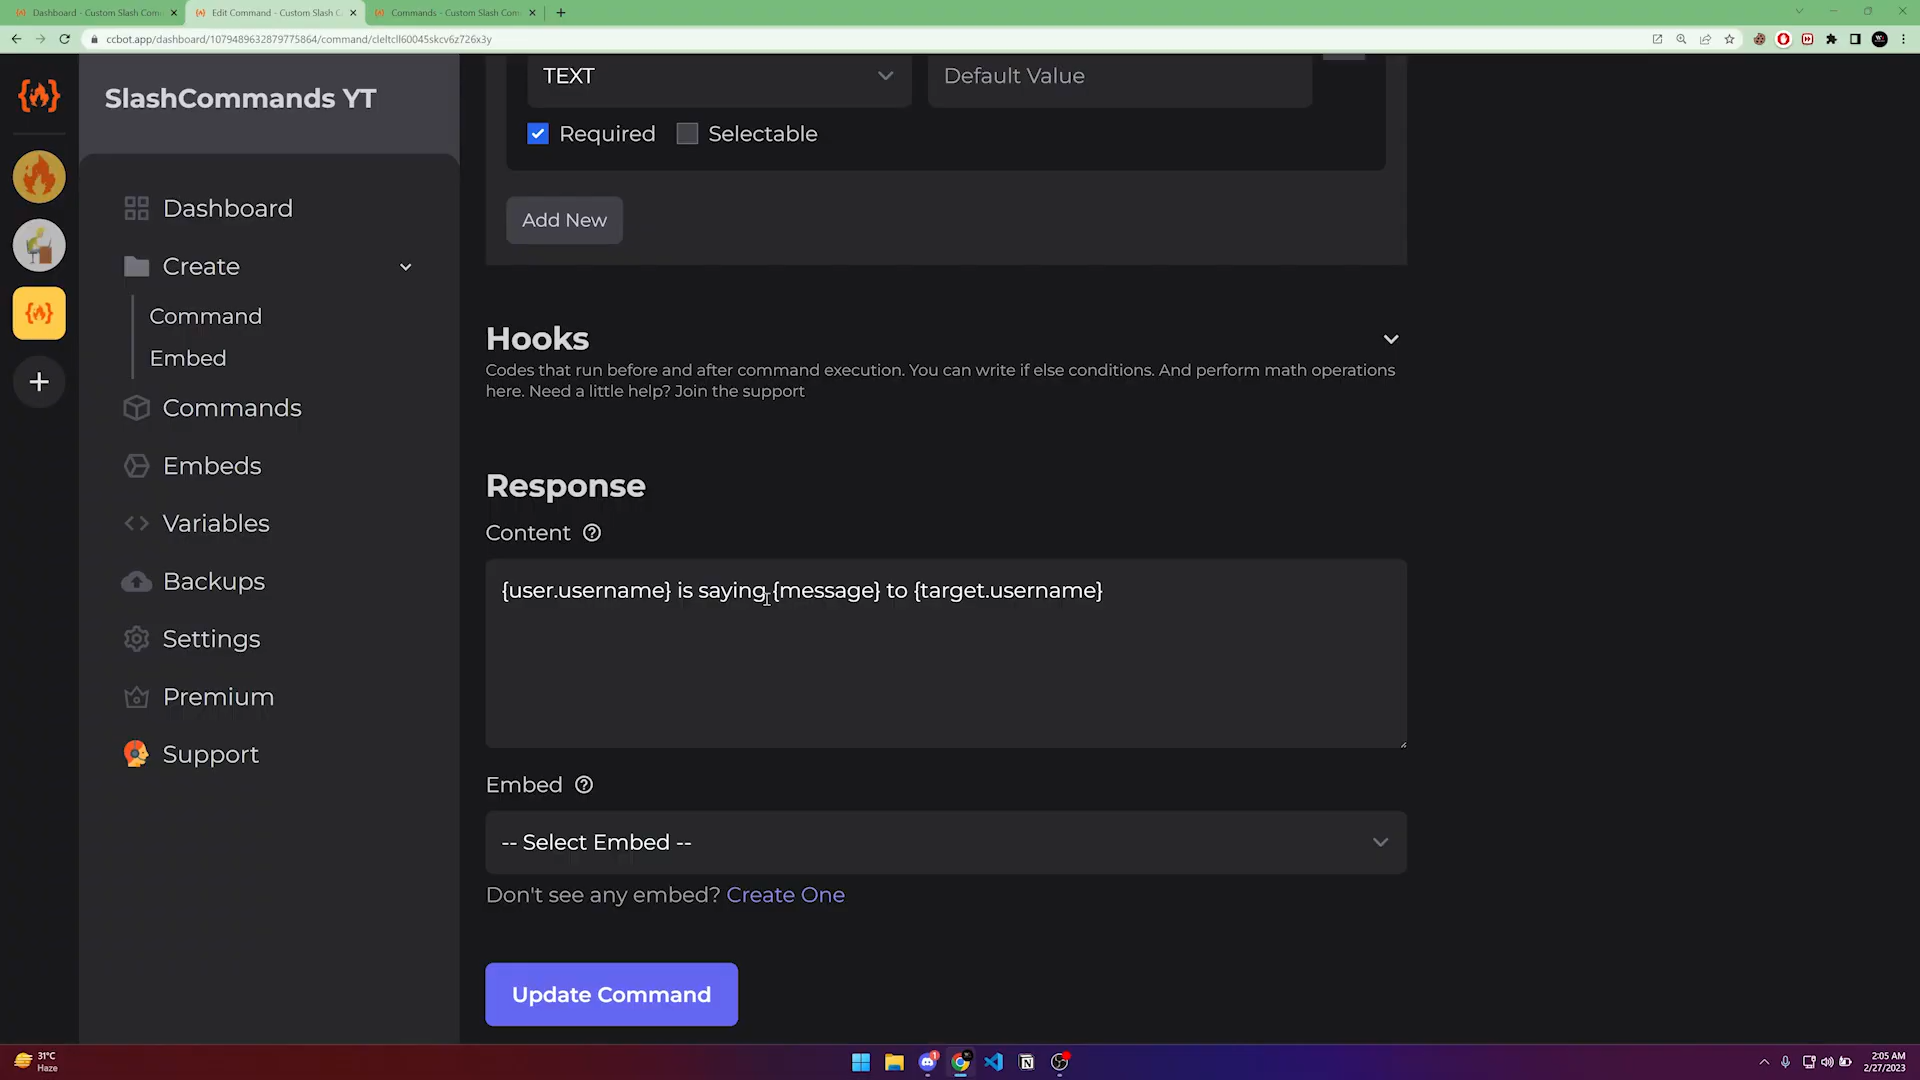 Dashboard - Custom Slash Com
Edit Command - Custom Slash C
Commands - Custom Slash Com
ccbot.app/dashboard/1079489632879775864/command/cleltcll60045skcv6z726x3y
SlashCommands YT
Dashboard
Create
Command
Embed
Commands
Embeds
Variables
Backups
Settings
Premium
Support
TEXT
Default Value
Required
Selectable
Add New
Hooks
Codes that run before and after command execution. You can write if else conditions. And perform math operations
here. Need a little help? Join the support
Response
Content
{user.username} is saying {message} to {target.username}
Embed
-- Select Embed --
Don't see any embed? Create One
Update Command
31°C
Haze
2:05 AM
2/27/2023